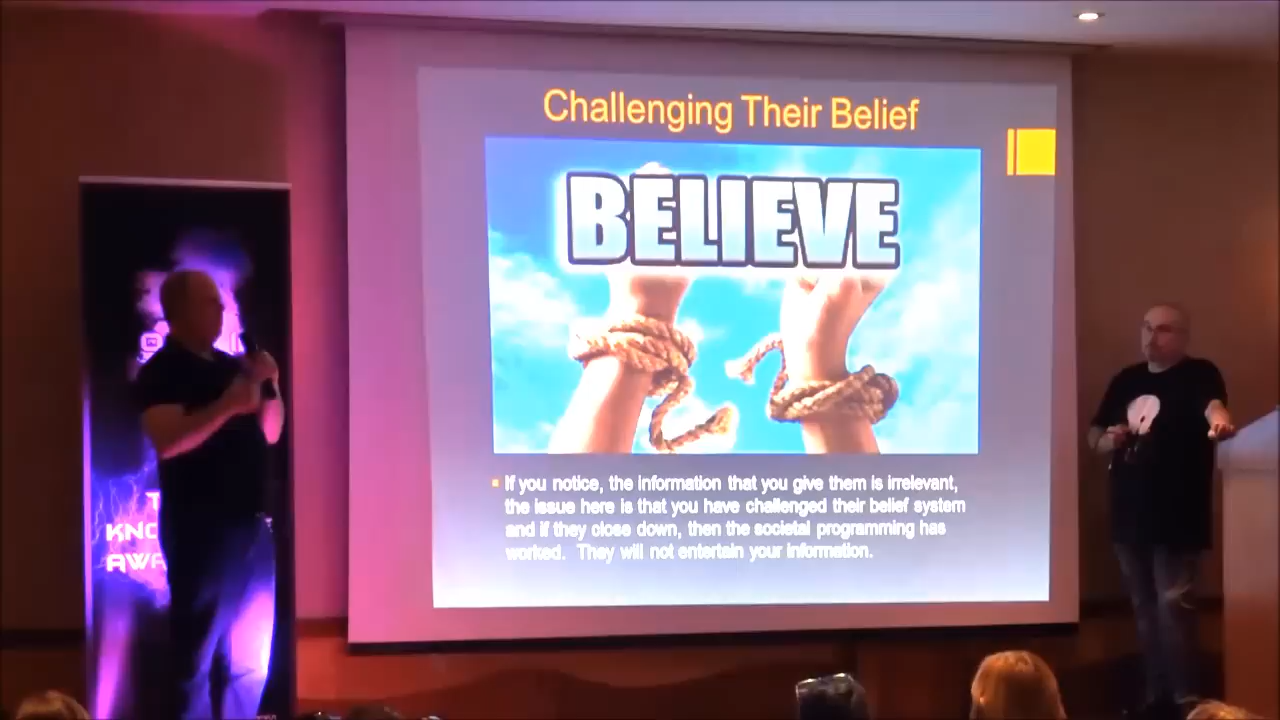 Challenging Their Belief
BELIEVE
If you notice, the information that you give them is irrelevant,
the issue here is that you have challenged their belief system
and if they close down, then the societal programming has
worked. They will not entertain your information.